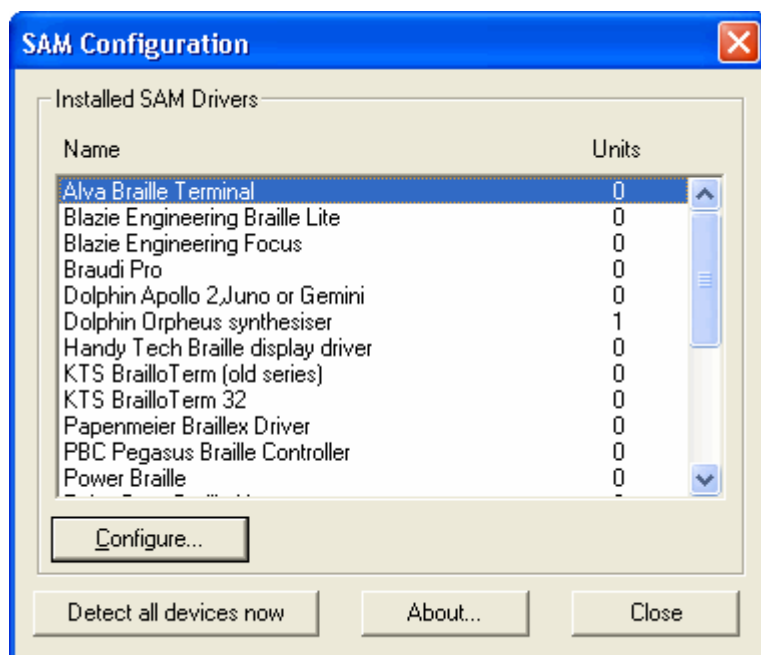 SAM Configuration
Installed SAM Drivers
Name Units
Alva Braille Terminal 0
Blazie Engineering Braille Lite 0
Blazie Engineering Focus 0
Braudi Pro 0
Dolphin Apollo 2,Juno or Gemini 0
Dolphin Orpheus synthesiser 1
Handy Tech Braille display driver 0
KTS BrailloTerm (old series) 0
KTS BrailloTerm 32 0
Papenmeier Braillex Driver 0
PBC Pegasus Braille Controller 0
Power Braille 0
Configure...
Detect all devices now About... Close